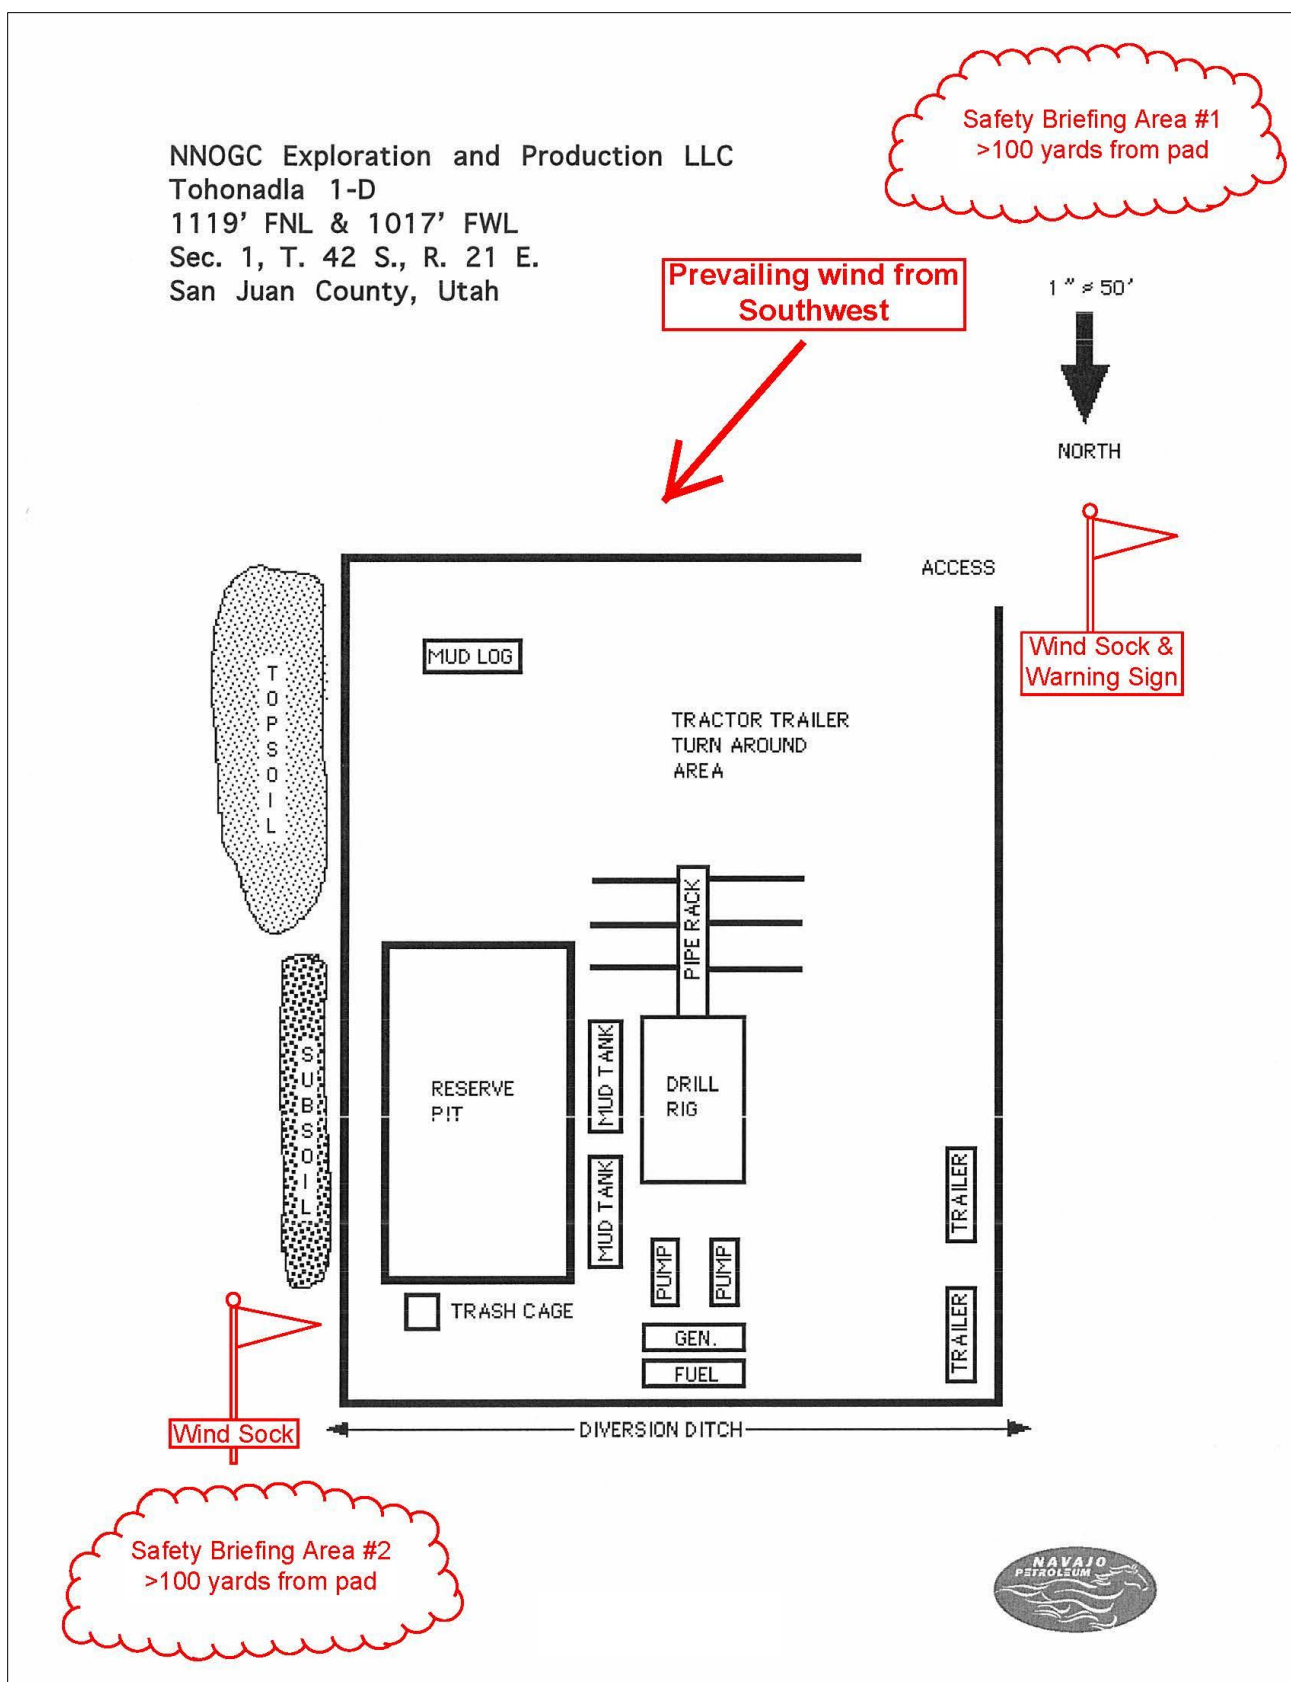 Safety Briefing Area #1
>100 yards from pad
NNOGC Exploration and Production LLC
Tohonadla 1-D
1119' FNL & 1017' FWL
Sec. 1, T. 42 S., R. 21 E.
San Juan County, Utah
Prevailing wind from
Southwest
1" ≈ 50'
NORTH
ACCESS
Wind Sock &
Warning Sign
MUD LOG
TOPSOIL
TRACTOR TRAILER
TURN AROUND
AREA
PIPE RACK
SUBSOIL
RESERVE
PIT
MUD TANK
DRILL
RIG
MUD TANK
TRAILER
PUMP
PUMP
TRASH CAGE
GEN.
TRAILER
FUEL
Wind Sock
DIVERSION DITCH
Safety Briefing Area #2
>100 yards from pad
NAVAJO
PETROLEUM